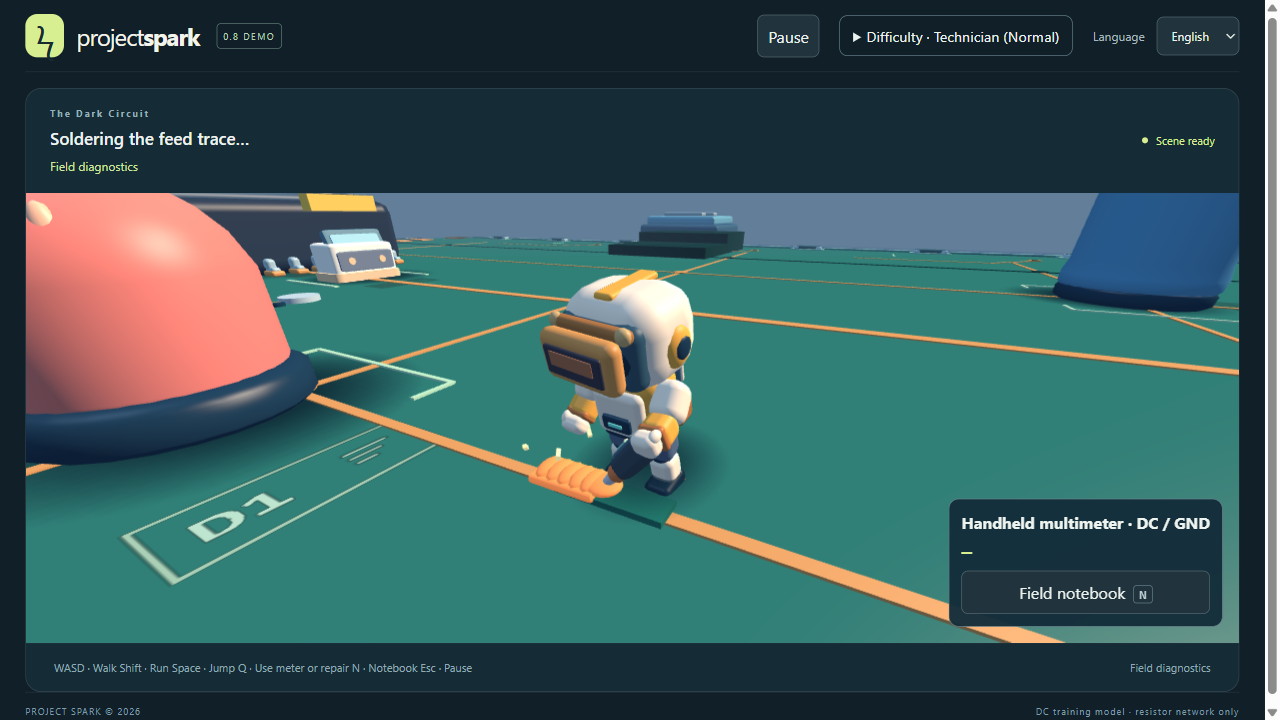 projectspark
0.8 DEMO
Pause
▶ Difficulty · Technician (Normal)
Language
English
The Dark Circuit
Soldering the feed trace...
Field diagnostics
Scene ready
D1
Handheld multimeter · DC / GND
—
Field notebook N
WASD · Walk Shift · Run Space · Jump Q · Use meter or repair N · Notebook Esc · Pause
Field diagnostics
PROJECT SPARK © 2026
DC training model · resistor network only